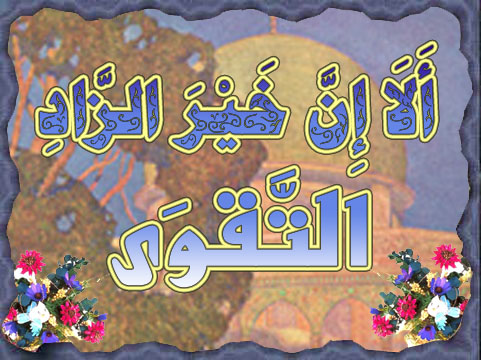 أَلَا إِنَّ خَيْرَ الزَّادِ
التَّقْوَى